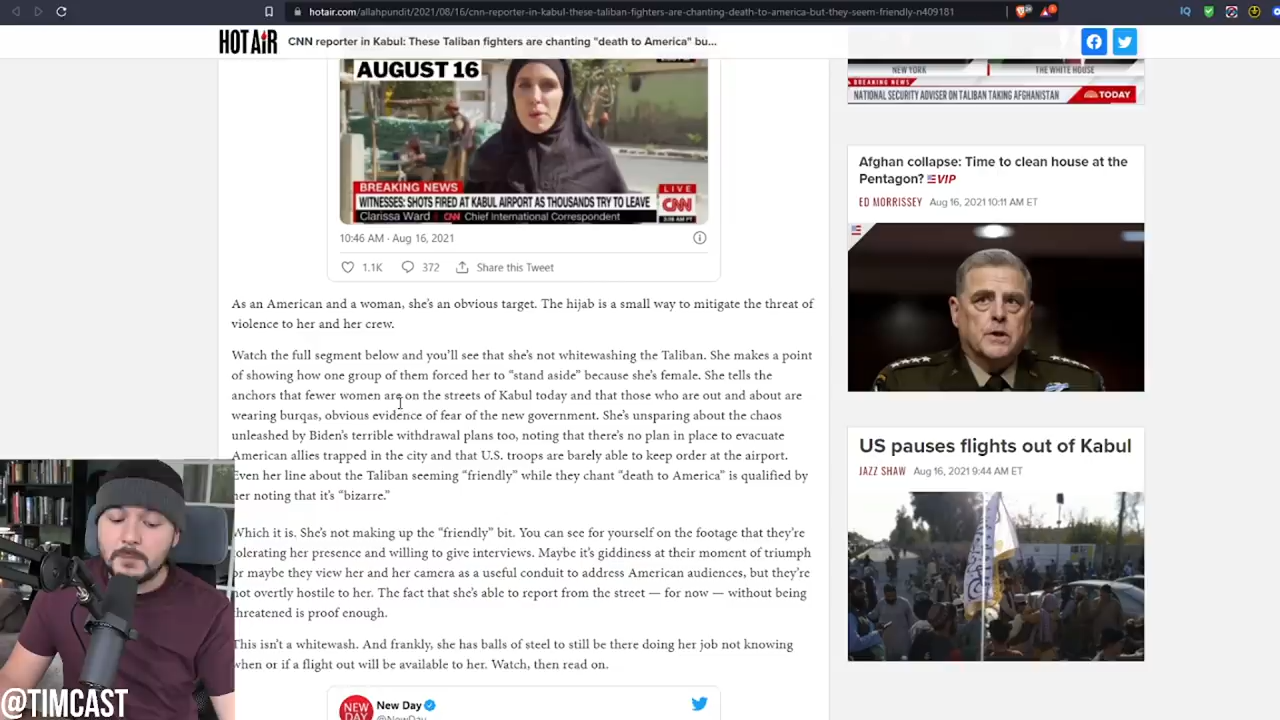 hotair.com/allahpundit/2021/08/16/cnn-reporter-in-kabul-these-taliban-fighters-are-chanting-death-to-america-but-they-seem-friendly-n409181
HOT AIR
CNN reporter in Kabul: These Taliban fighters are chanting "death to America" bu...
AUGUST 16
BREAKING NEWS
WITNESSES: SHOTS FIRED AT KABUL AIRPORT AS THOUSANDS TRY TO LEAVE
LIVE
CNN
Clarissa Ward CNN Chief International Correspondent
10:46 AM · Aug 16, 2021
1.1K 372 Share this Tweet
As an American and a woman, she's an obvious target. The hijab is a small way to mitigate the threat of
violence to her and her crew.
Watch the full segment below and you'll see that she's not whitewashing the Taliban. She makes a point
of showing how one group of them forced her to "stand aside" because she's female. She tells the
anchors that fewer women are on the streets of Kabul today and that those who are out and about are
wearing burqas, obvious evidence of fear of the new government. She's unsparing about the chaos
unleashed by Biden's terrible withdrawal plans too, noting that there's no plan in place to evacuate
American allies trapped in the city and that U.S. troops are barely able to keep order at the airport.
Even her line about the Taliban seeming "friendly" while they chant "death to America" is qualified by
her noting that it's "bizarre."
Which it is. She's not making up the "friendly" bit. You can see for yourself on the footage that they're
tolerating her presence and willing to give interviews. Maybe it's giddiness at their moment of triumph
or maybe they view her and her camera as a useful conduit to address American audiences, but they're
not overtly hostile to her. The fact that she's able to report from the street — for now — without being
threatened is proof enough.
This isn't a whitewash. And frankly, she has balls of steel to still be there doing her job not knowing
when or if a flight out will be available to her. Watch, then read on.
NEW DAY
New Day
@NewDay
NEW YORK
THE WHITE HOUSE
BREAKING NEWS
NATIONAL SECURITY ADVISER ON TALIBAN TAKING AFGHANISTAN
TODAY
Afghan collapse: Time to clean house at the
Pentagon? VIP
ED MORRISSEY Aug 16, 2021 10:11 AM ET
US pauses flights out of Kabul
JAZZ SHAW Aug 16, 2021 9:44 AM ET
@TIMCAST